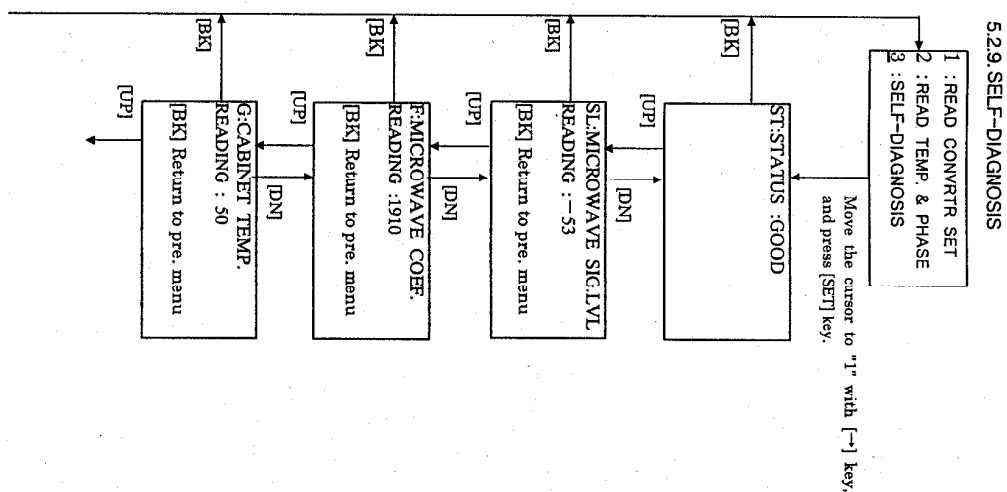 5.2.9. SELF-DIAGNOSIS
1 :READ CONVRTR SET
2 :READ TEMP. & PHASE
3 :SELF-DIAGNOSIS
Move the cursor to "1" with [→] key,
and press [SET] key.
[BK]
ST:STATUS :GOOD
[UP]
[DN]
[BK]
SL:MICROWAVE SIG.LVL
READING :−53
[BK] Return to pre. menu
[UP]
[DN]
[BK]
F:MICROWAVE COEF.
READING :1910
[BK] Return to pre. menu
[UP]
[DN]
[BK]
G:CABINET TEMP.
READING : 50
[BK] Return to pre. menu
[UP]